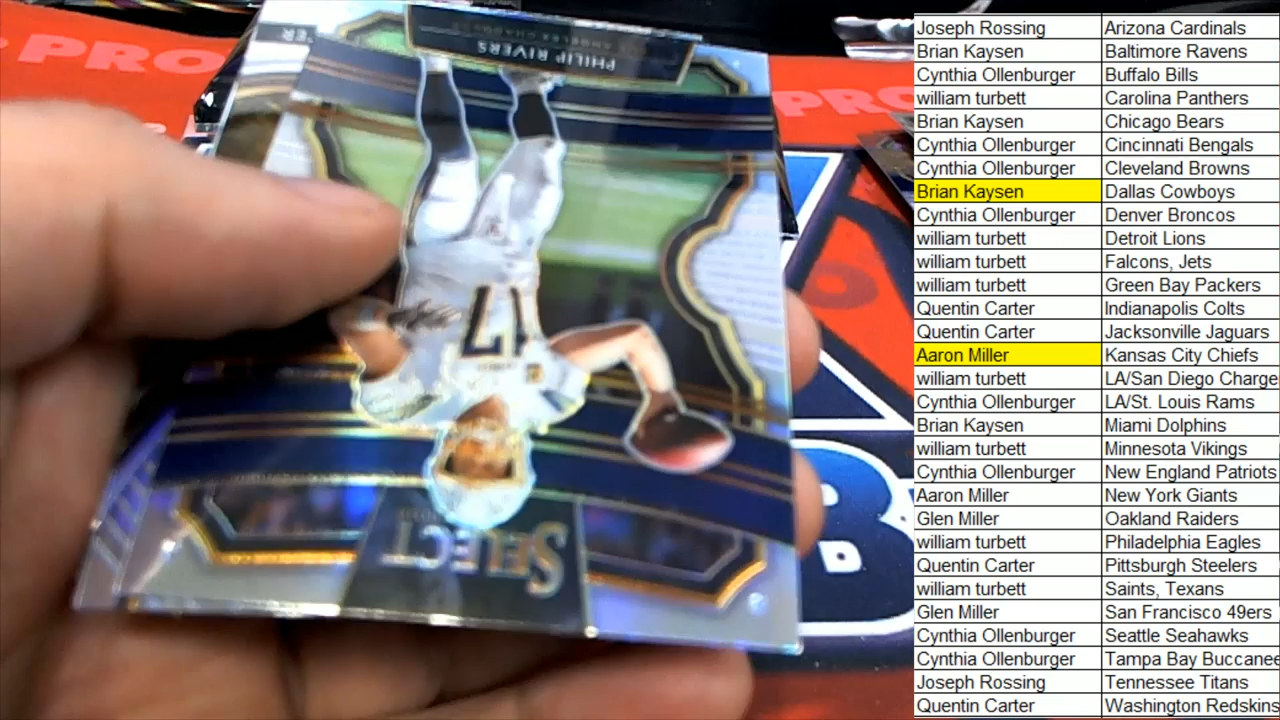 PHILIP RIVERS
17
SELECT
PRO
PRO
B
Joseph Rossing Arizona Cardinals
Brian Kaysen Baltimore Ravens
Cynthia Ollenburger Buffalo Bills
william turbett Carolina Panthers
Brian Kaysen Chicago Bears
Cynthia Ollenburger Cincinnati Bengals
Cynthia Ollenburger Cleveland Browns
Brian Kaysen Dallas Cowboys
Cynthia Ollenburger Denver Broncos
william turbett Detroit Lions
william turbett Falcons, Jets
william turbett Green Bay Packers
Quentin Carter Indianapolis Colts
Quentin Carter Jacksonville Jaguars
Aaron Miller Kansas City Chiefs
william turbett LA/San Diego Charge
Cynthia Ollenburger LA/St. Louis Rams
Brian Kaysen Miami Dolphins
william turbett Minnesota Vikings
Cynthia Ollenburger New England Patriots
Aaron Miller New York Giants
Glen Miller Oakland Raiders
william turbett Philadelphia Eagles
Quentin Carter Pittsburgh Steelers
william turbett Saints, Texans
Glen Miller San Francisco 49ers
Cynthia Ollenburger Seattle Seahawks
Cynthia Ollenburger Tampa Bay Buccanee
Joseph Rossing Tennessee Titans
Quentin Carter Washington Redskins